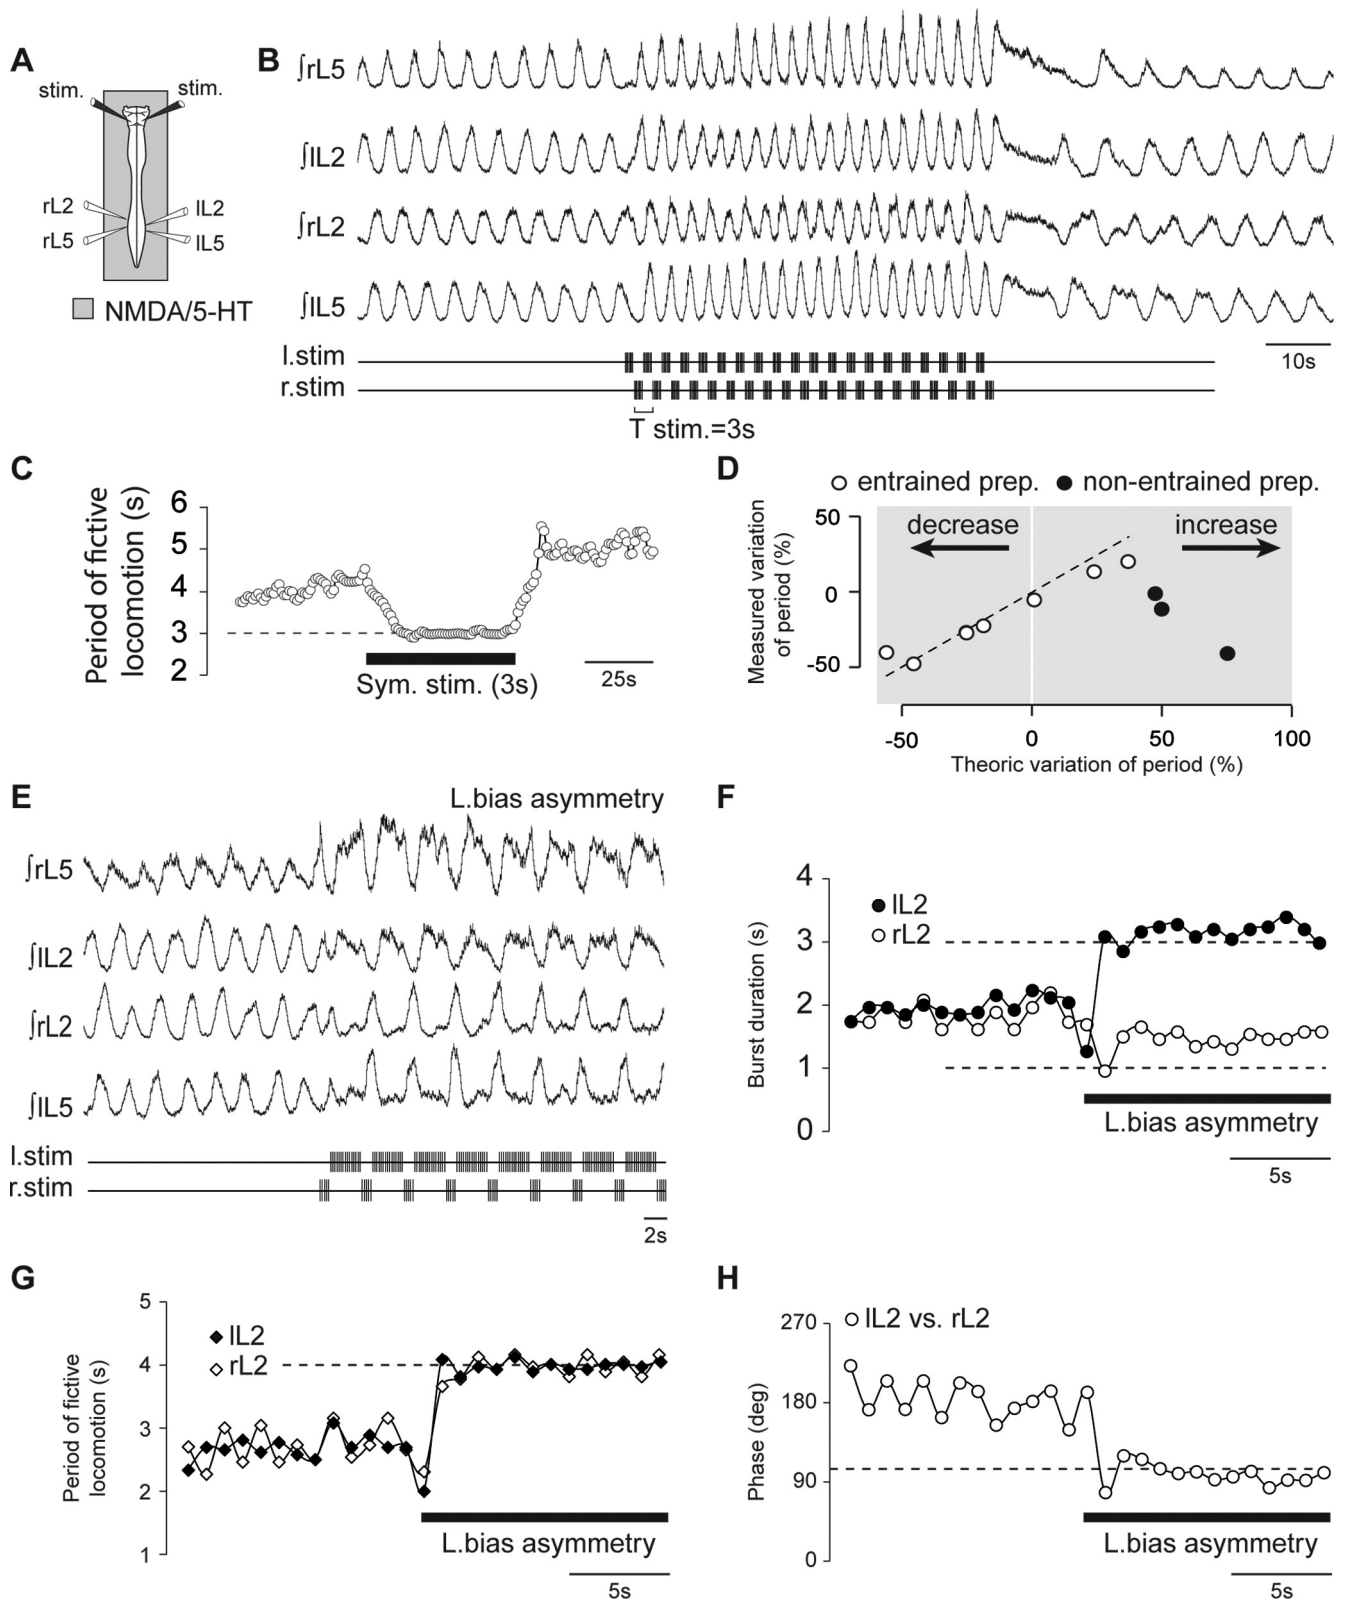 A
stim.
stim.
rL2
lL2
rL5
lL5
NMDA/5-HT
B
∫rL5
∫lL2
∫rL2
∫lL5
l.stim
r.stim
10s
T stim.=3s
C
Period of fictive
locomotion (s)
6
5
4
3
2
Sym. stim. (3s)
25s
D
entrained prep.
non-entrained prep.
Measured variation
of period (%)
50
0
-50
decrease
increase
-50
0
50
100
Theoric variation of period (%)
E
L.bias asymmetry
∫rL5
∫lL2
∫rL2
∫lL5
l.stim
r.stim
2s
F
Burst duration (s)
4
3
2
1
0
lL2
rL2
L.bias asymmetry
5s
G
Period of fictive
locomotion (s)
5
4
3
2
1
lL2
rL2
L.bias asymmetry
5s
H
Phase (deg)
270
180
90
0
lL2 vs. rL2
L.bias asymmetry
5s